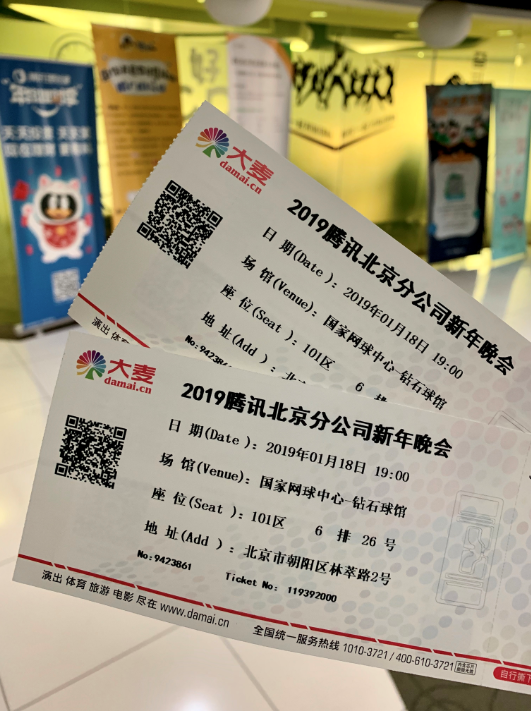 大麦
damai.cn
2019腾讯北京分公司新年晚会
日 期(Date ): 2019年01月18日 19:00
场 馆(Venue): 国家网球中心-钻石球馆
座 位(Seat ): 101区 6 排
地 址(Add ):
No:9423
演出 体育
大麦
damai.cn
2019腾讯北京分公司新年晚会
日 期(Date ): 2019年01月18日 19:00
场 馆(Venue): 国家网球中心-钻石球馆
座 位(Seat ): 101区 6 排 26 号
地 址(Add ): 北京市朝阳区林萃路2号
No:9423861 Ticket No: 119392000
演出 体育 旅游 电影 尽在 www.damai.cn 全国统一服务热线 1010-3721 / 400-610-3721